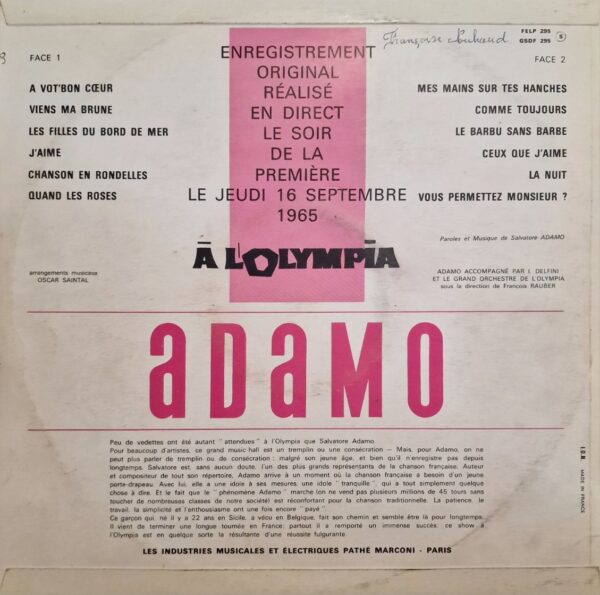 Françoise
FELP 295
GSDF 295 S
FACE 1
FACE 2
ENREGISTREMENT
ORIGINAL
RÉALISÉ
EN DIRECT
LE SOIR
DE LA
PREMIÈRE
LE JEUDI 16 SEPTEMBRE
1965
A VOT'BON CŒUR
VIENS MA BRUNE
LES FILLES DU BORD DE MER
J'AIME
CHANSON EN RONDELLES
QUAND LES ROSES
MES MAINS SUR TES HANCHES
COMME TOUJOURS
LE BARBU SANS BARBE
CEUX QUE J'AIME
LA NUIT
VOUS PERMETTEZ MONSIEUR ?
Paroles et Musique de Salvatore ADAMO
À L'OLYMPIA
arrangements musicaux
OSCAR SAINTAL
ADAMO ACCOMPAGNÉ PAR I. DELFINI
ET LE GRAND ORCHESTRE DE L'OLYMPIA
sous la direction de François RAUBER
aDaMO
Peu de vedettes ont été autant "attendues" à l'Olympia que Salvatore Adamo.
Pour beaucoup d'artistes, ce grand music-hall est un tremplin ou une consécration – Mais, pour Adamo, on ne
peut plus parler de tremplin ou de consécration : malgré son jeune âge, et bien qu'il n'enregistre pas depuis
longtemps, Salvatore est, sans aucun doute, l'un des plus grands représentants de la chanson française. Auteur
et compositeur de tout son répertoire, Adamo arrive à un moment où la chanson française a besoin d'un jeune
porte-drapeau. Avec lui, elle a une idole à ses mesures, une idole "tranquille", qui a tout simplement quelque
chose à dire. Et le fait que le "phénomène Adamo" marche (on ne vend pas plusieurs millions de 45 tours sans
toucher de nombreuses classes de notre société) est réconfortant pour la chanson traditionnelle. La patience, le
travail, la simplicité et l'enthousiasme ont une fois encore "payé".
Ce garçon qui, né il y a 22 ans en Sicile, a vécu en Belgique, fait son chemin et semble être là pour longtemps.
Il vient de terminer une longue tournée en France; partout il a remporté un immense succès; ce show à
l'Olympia est en quelque sorte la résultante d'une réussite fulgurante.
LES INDUSTRIES MUSICALES ET ÉLECTRIQUES PATHÉ MARCONI - PARIS
MADE IN FRANCE